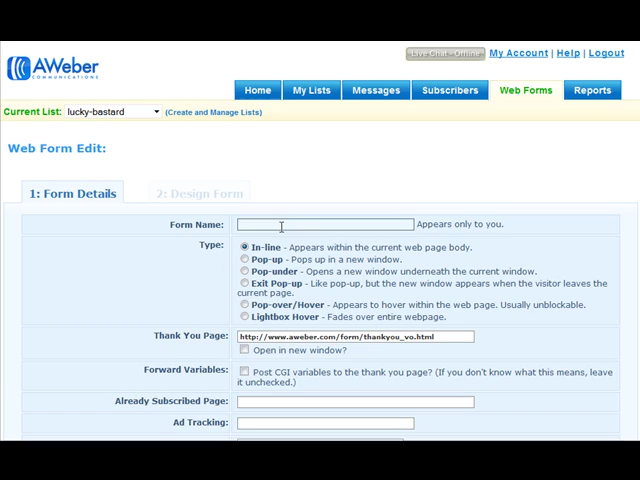 Live Chat - Offline
My Account | Help | Logout
AWeber
COMMUNICATIONS
Home
My Lists
Messages
Subscribers
Web Forms
Reports
Current List: lucky-bastard (Create and Manage Lists)
Web Form Edit:
1: Form Details
2: Design Form
Form Name: Appears only to you.
Type: In-line - Appears within the current web page body.
Pop-up - Pops up in a new window.
Pop-under - Opens a new window underneath the current window.
Exit Pop-up - Like pop-up, but the new window appears when the visitor leaves the
current page.
Pop-over/Hover - Appears to hover within the web page. Usually unblockable.
Lightbox Hover - Fades over entire webpage.
Thank You Page: http://www.aweber.com/form/thankyou_vo.html
Open in new window?
Forward Variables: Post CGI variables to the thank you page? (If you don't know what this means, leave
it unchecked.)
Already Subscribed Page:
Ad Tracking: